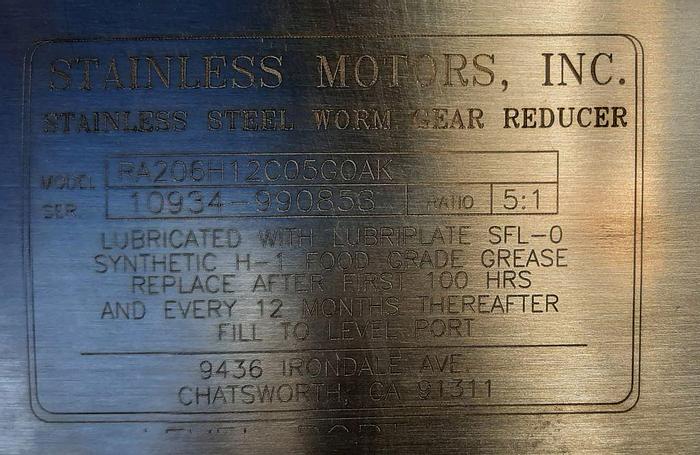 STAINLESS MOTORS, INC.
STAINLESS STEEL WORM GEAR REDUCER
MODEL RA206H12C05GOAK
SER. 10934-990858 RATIO 5:1
LUBRICATED WITH LUBRIPLATE SFL-0
SYNTHETIC H-1 FOOD GRADE GREASE
REPLACE AFTER FIRST 100 HRS
AND EVERY 12 MONTHS THEREAFTER
FILL TO LEVEL PORT
9436 IRONDALE AVE.
CHATSWORTH, CA 91311